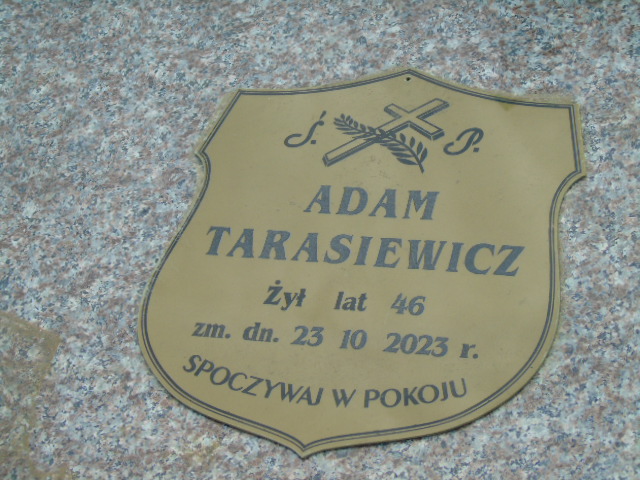 Ś. P.
ADAM
TARASIEWICZ
Żył lat 46
zm. dn. 23 10 2023 r.
SPOCZYWAJ W POKOJU